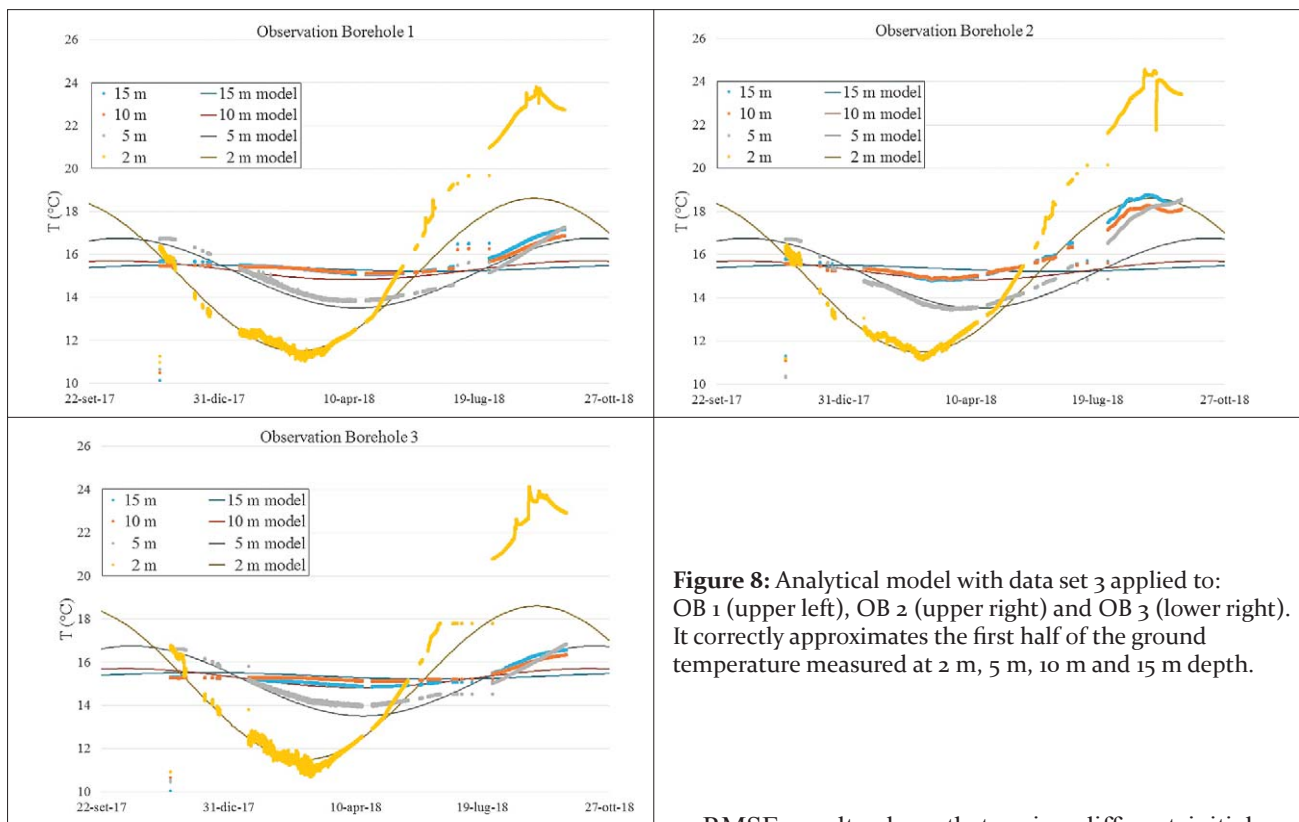 Observation Borehole 1
26
24
22
20
18
16
14
12
10
T (°C)
15 m
10 m
5 m
2 m
15 m model
10 m model
5 m model
2 m model
22-set-17
31-dic-17
10-apr-18
19-lug-18
27-ott-18
Observation Borehole 2
26
24
22
20
18
16
14
12
10
T (°C)
15 m
10 m
5 m
2 m
15 m model
10 m model
5 m model
2 m model
22-set-17
31-dic-17
10-apr-18
19-lug-18
27-ott-18
Observation Borehole 3
26
24
22
20
18
16
14
12
10
T (°C)
15 m
10 m
5 m
2 m
15 m model
10 m model
5 m model
2 m model
22-set-17
31-dic-17
10-apr-18
19-lug-18
27-ott-18
Figure 8: Analytical model with data set 3 applied to:
OB 1 (upper left), OB 2 (upper right) and OB 3 (lower right).
It correctly approximates the first half of the ground
temperature measured at 2 m, 5 m, 10 m and 15 m depth.